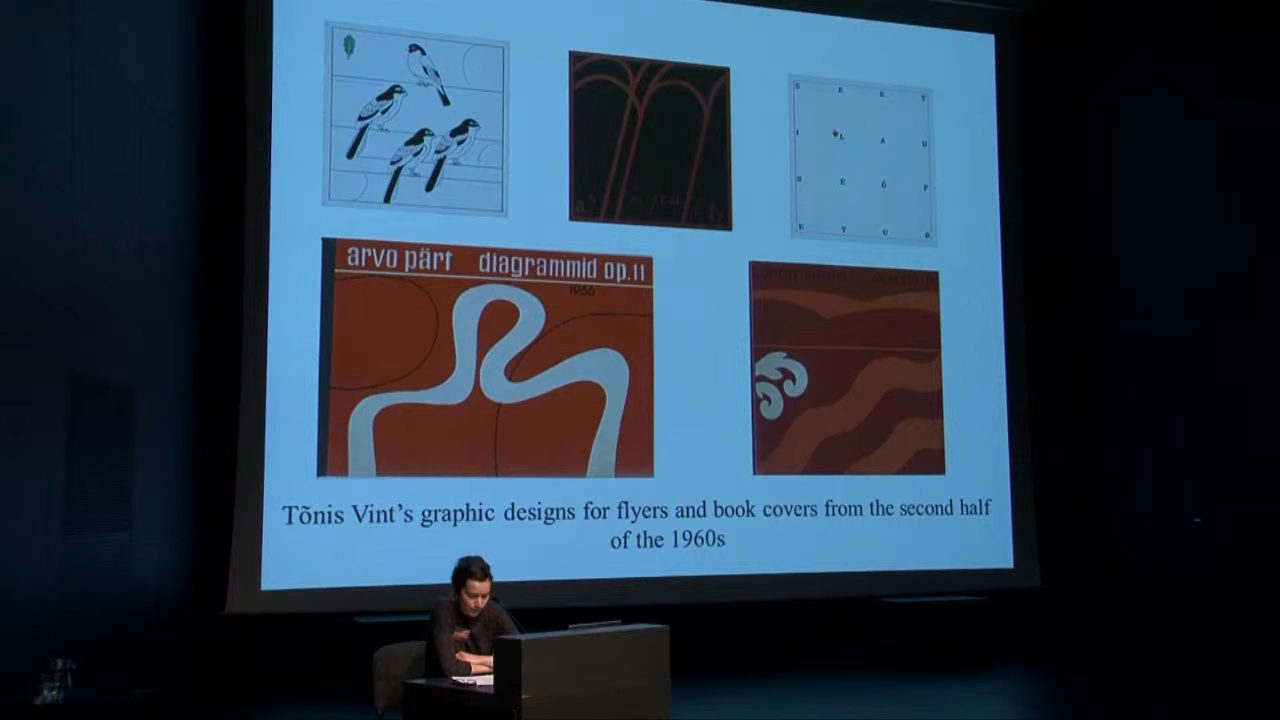 E E S T
I L A U
S E Õ P
E T U S
arvo pärt diagrammid op.11
1966
Tõnis Vint's graphic designs for flyers and book covers from the second half
of the 1960s